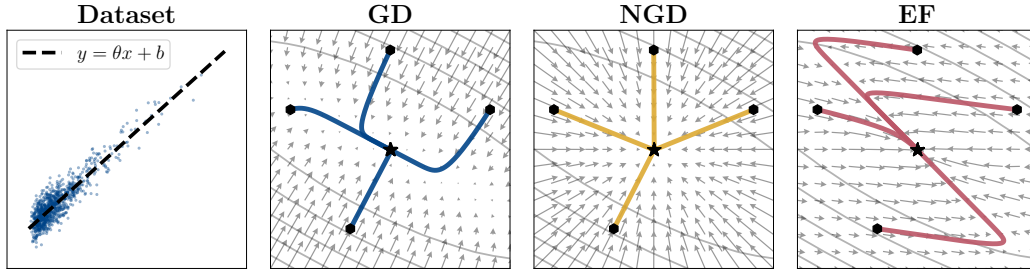 Dataset
GD
NGD
EF
y = θx + b